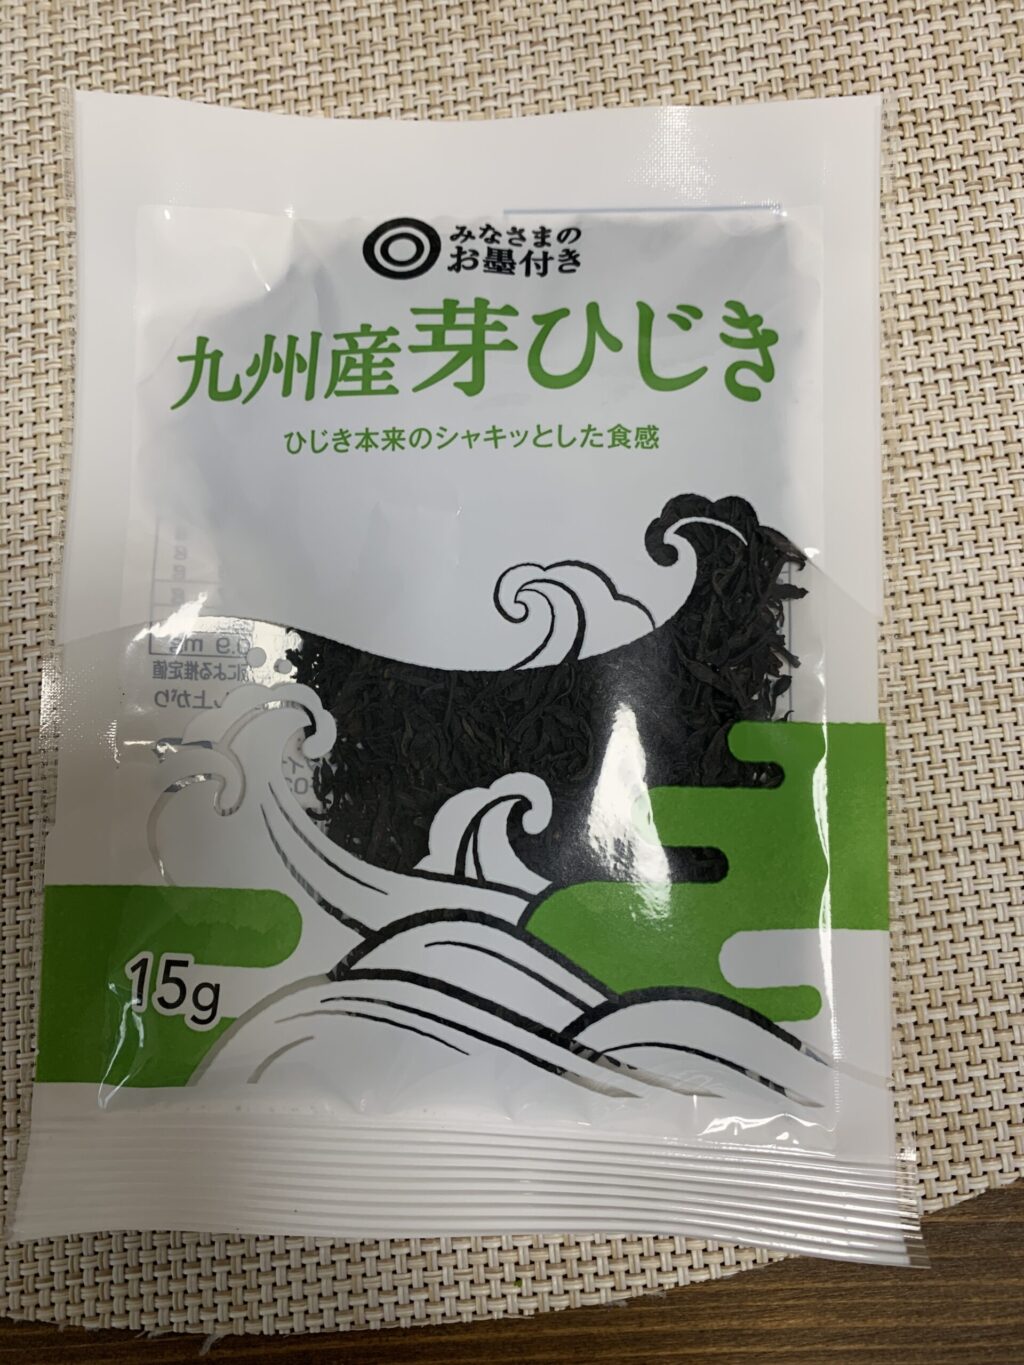 みなさまの
お墨付き
九州産芽ひじき
ひじき本来のシャキッとした食感
15g